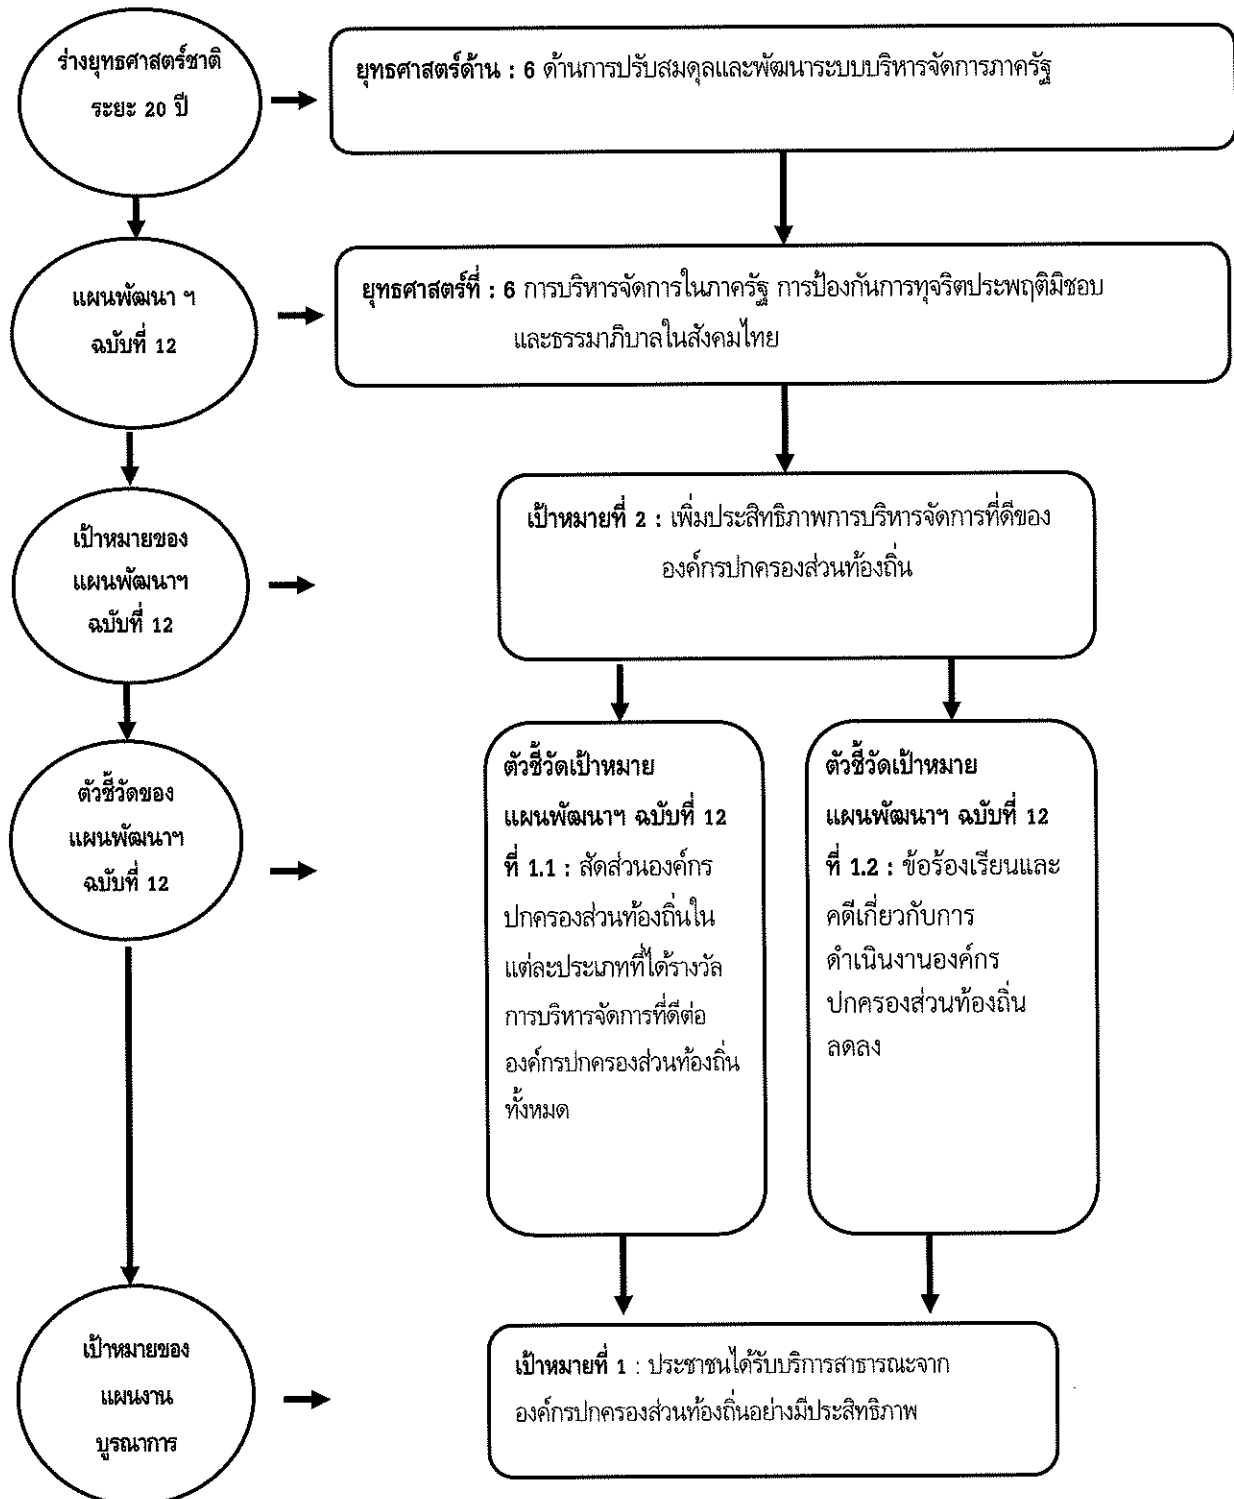 ร่างยุทธศาสตร์ชาติ
ระยะ 20 ปี
ยุทธศาสตร์ด้าน : 6 ด้านการปรับสมดุลและพัฒนาระบบบริหารจัดการภาครัฐ
แผนพัฒนา ฯ
ฉบับที่ 12
ยุทธศาสตร์ที่ : 6 การบริหารจัดการในภาครัฐ การป้องกันการทุจริตประพฤติมิชอบ
และธรรมาภิบาลในสังคมไทย
เป้าหมายของ
แผนพัฒนาฯ
ฉบับที่ 12
เป้าหมายที่ 2 : เพิ่มประสิทธิภาพการบริหารจัดการที่ดีของ
องค์กรปกครองส่วนท้องถิ่น
ตัวชี้วัดของ
แผนพัฒนาฯ
ฉบับที่ 12
ตัวชี้วัดเป้าหมาย
แผนพัฒนาฯ ฉบับที่ 12
ที่ 1.1 : สัดส่วนองค์กร
ปกครองส่วนท้องถิ่นใน
แต่ละประเภทที่ได้รางวัล
การบริหารจัดการที่ดีต่อ
องค์กรปกครองส่วนท้องถิ่น
ทั้งหมด
ตัวชี้วัดเป้าหมาย
แผนพัฒนาฯ ฉบับที่ 12
ที่ 1.2 : ข้อร้องเรียนและ
คดีเกี่ยวกับการ
ดำเนินงานองค์กร
ปกครองส่วนท้องถิ่น
ลดลง
เป้าหมายของ
แผนงาน
บูรณาการ
เป้าหมายที่ 1 : ประชาชนได้รับบริการสาธารณะจาก
องค์กรปกครองส่วนท้องถิ่นอย่างมีประสิทธิภาพ